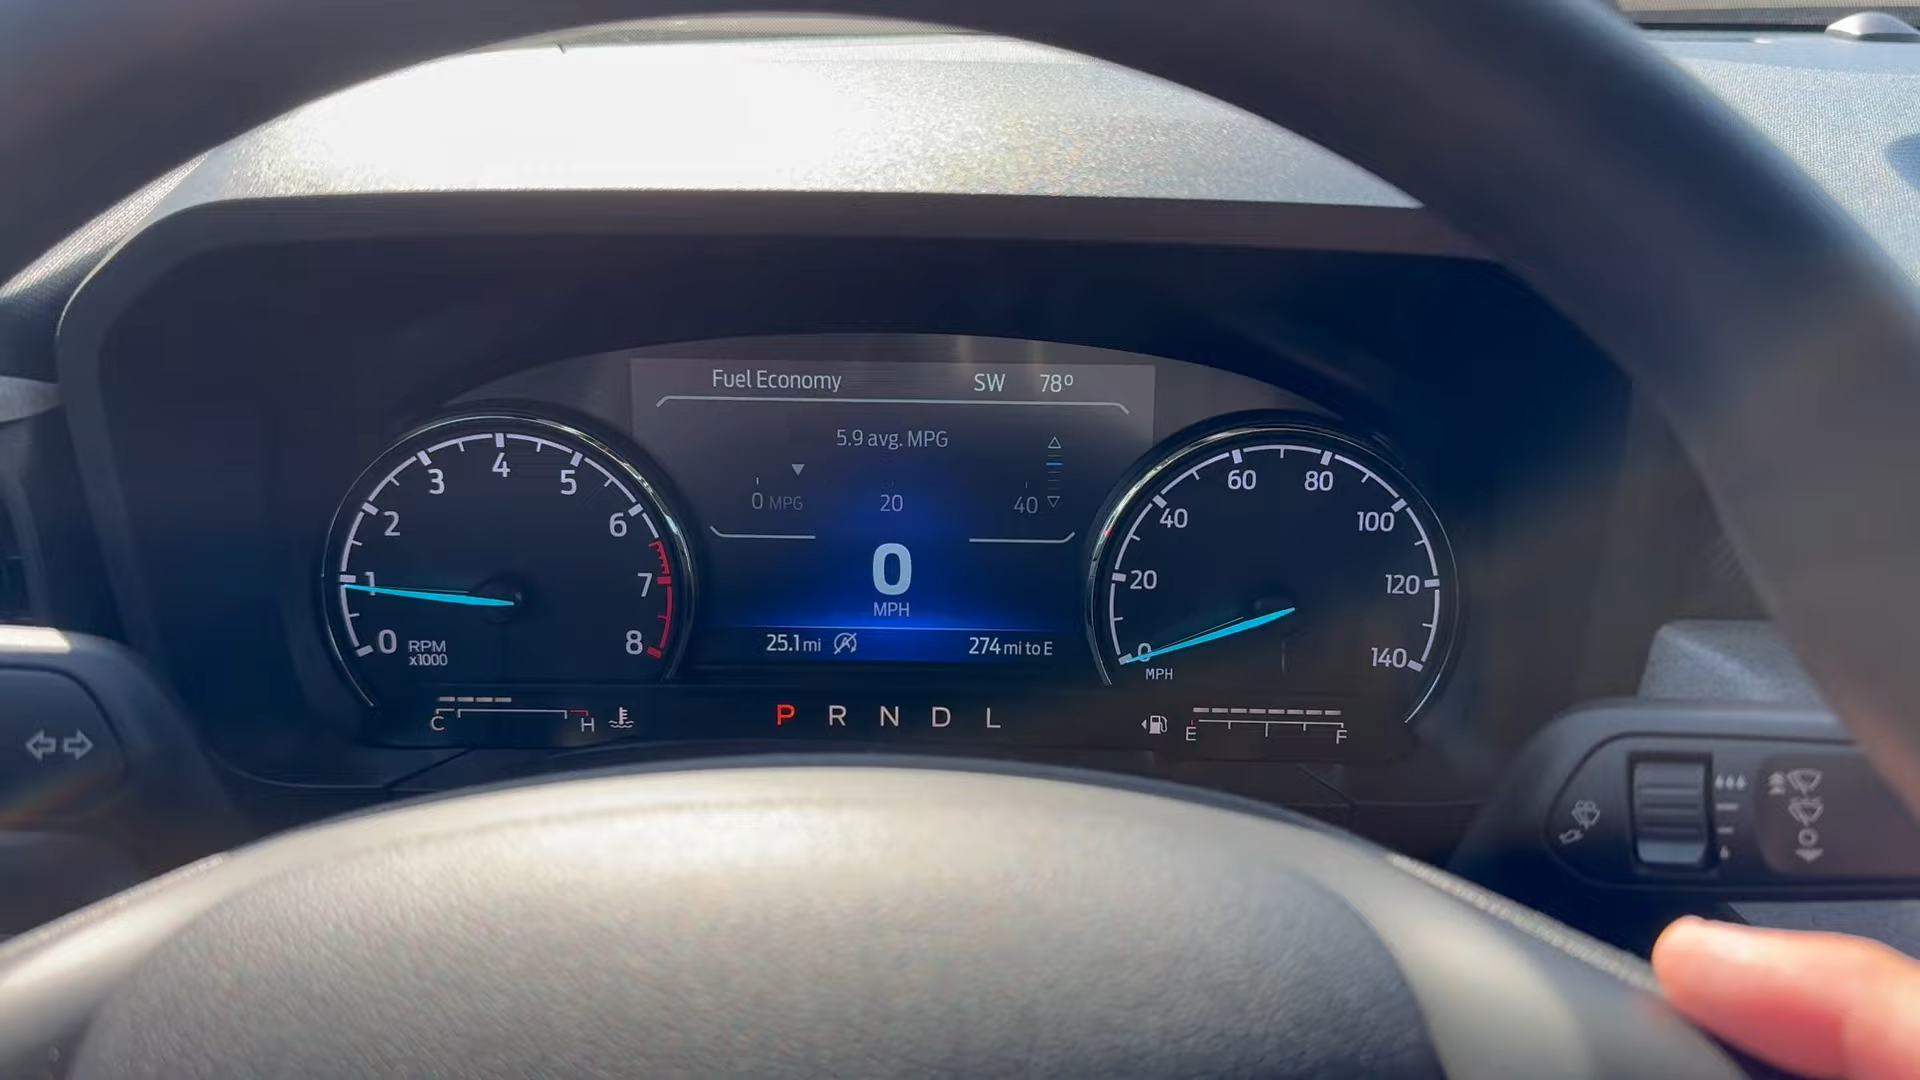 Fuel Economy SW 78°
5.9 avg. MPG
0 MPG 20 40
0
MPH
25.1 mi 274 mi to E
0 1 2 3 4 5 6 7 8
RPM
x1000
0 20 40 60 80 100 120 140
MPH
C H
P R N D L
E F